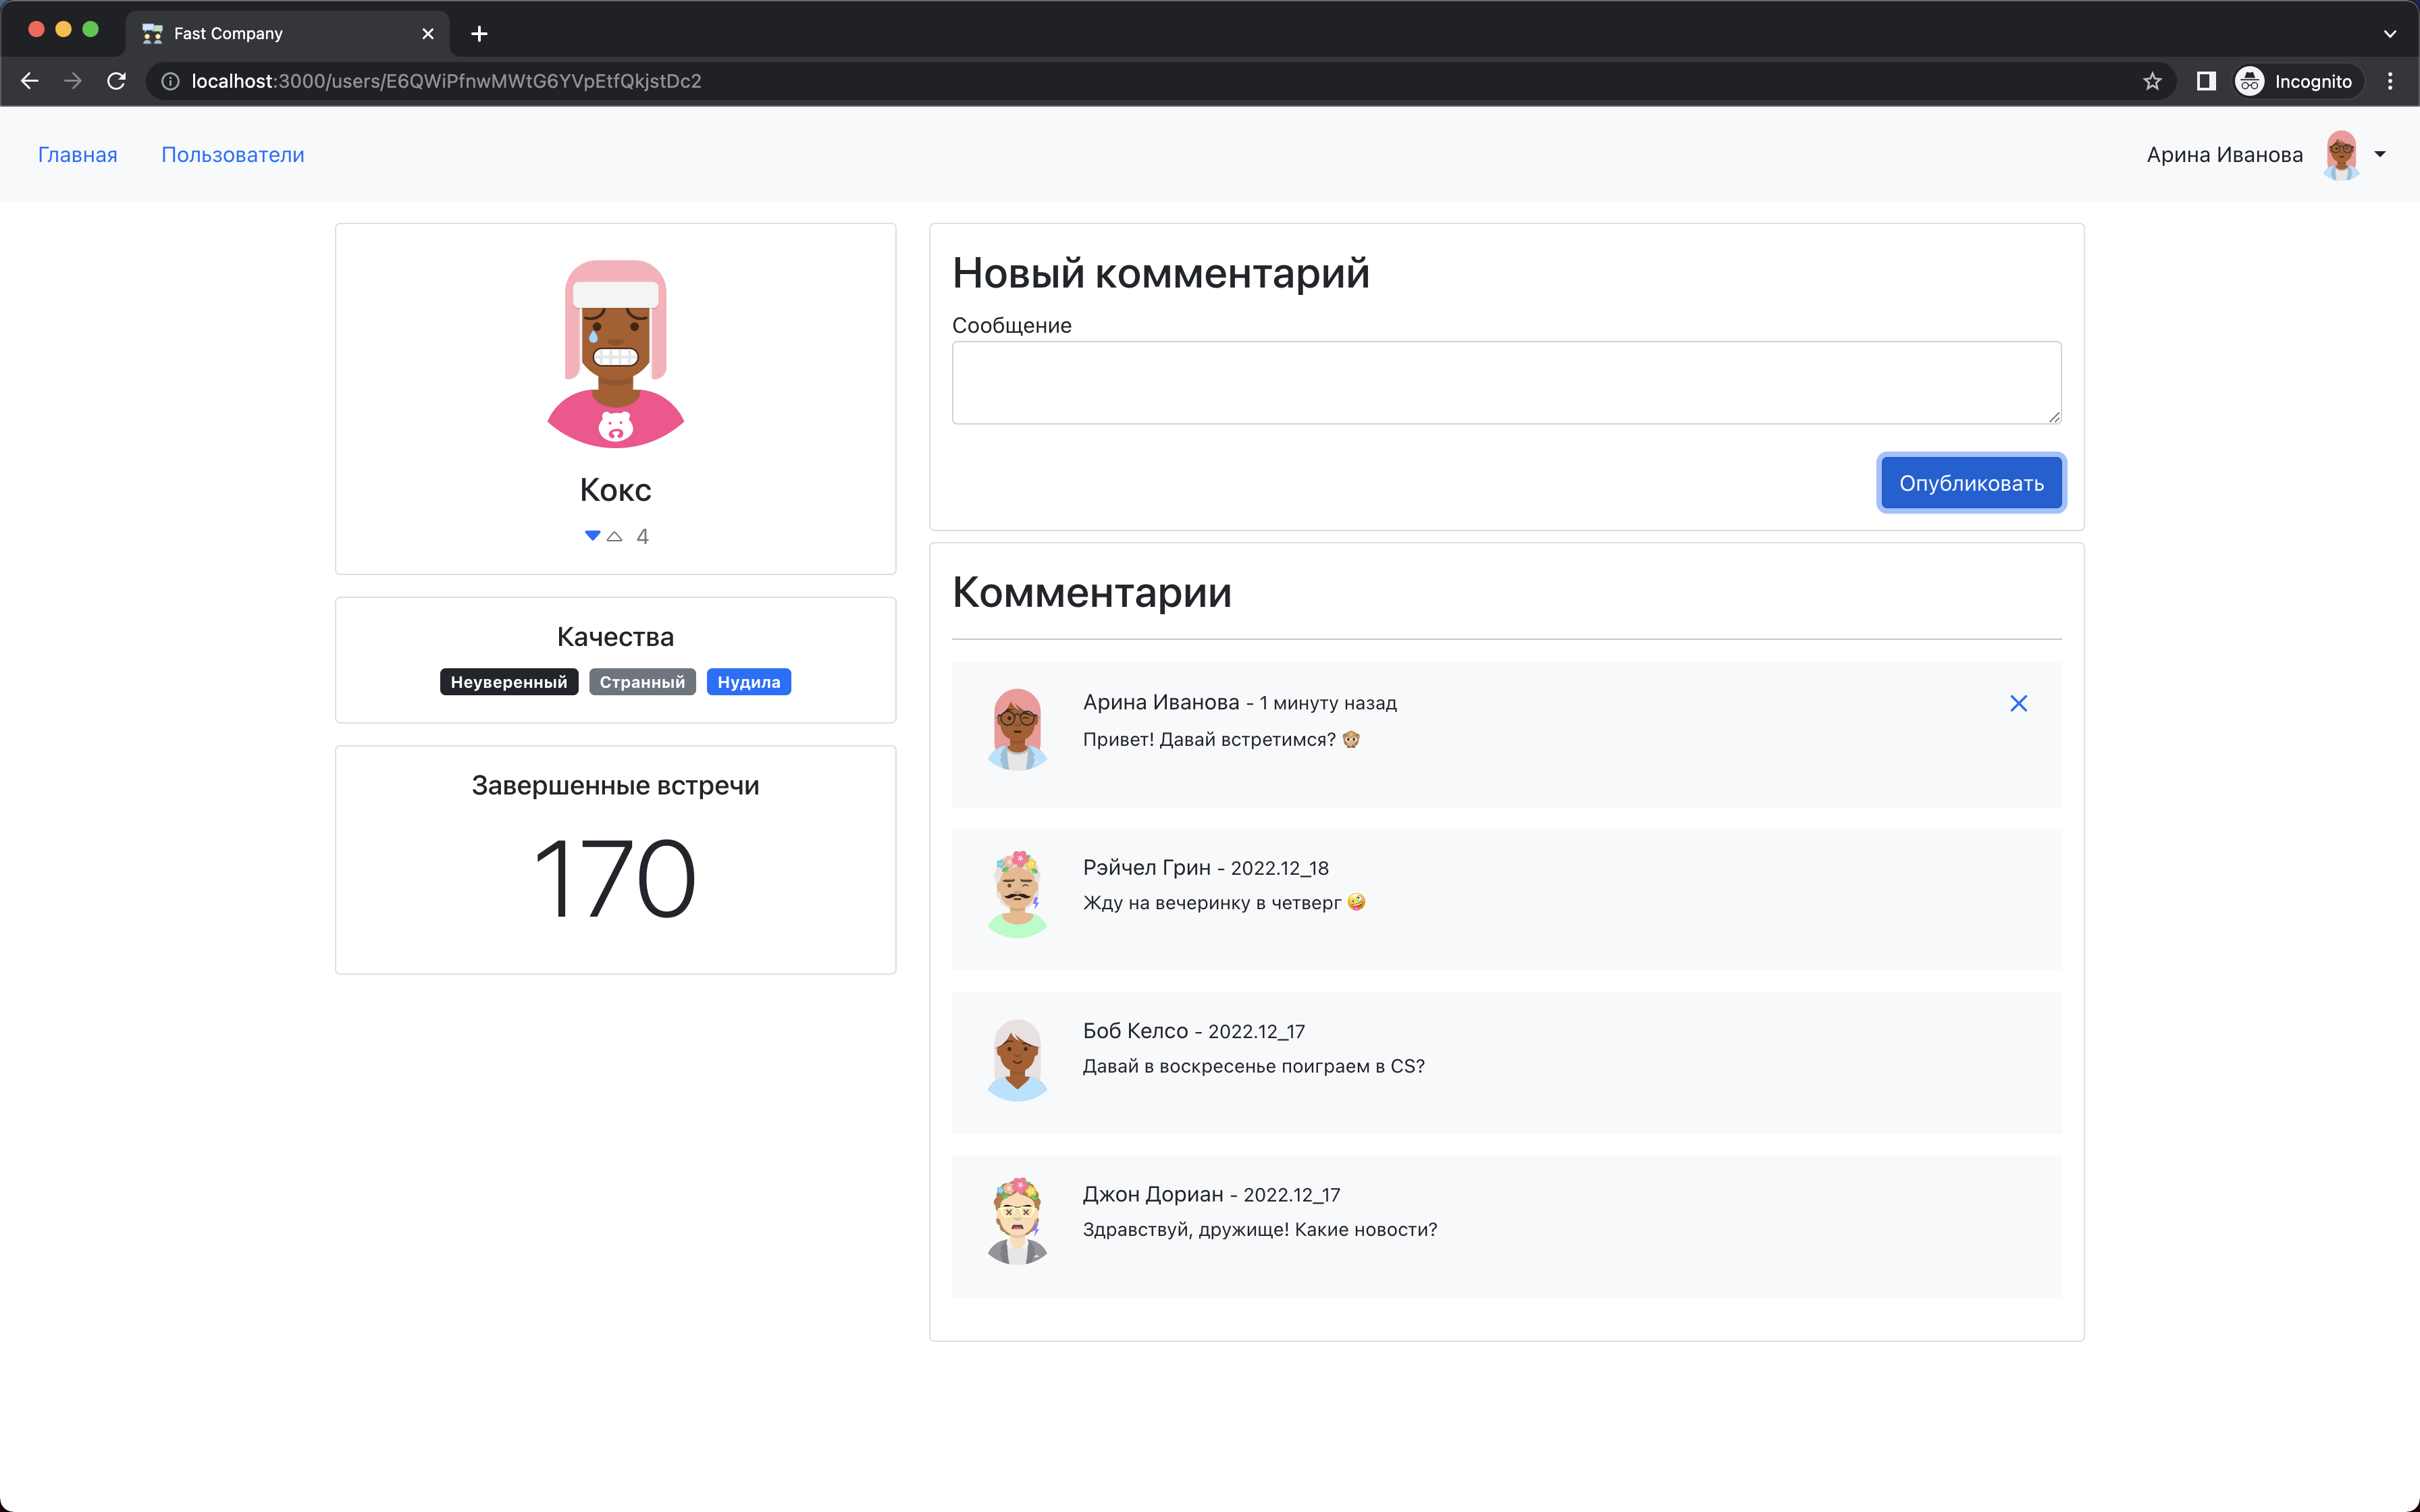 Fast Company
localhost:3000/users/E6QWiPfnwMWtG6YVpEtfQkjstDc2
Incognito
Главная Пользователи
Арина Иванова
Кокс
4
Качества
Неуверенный Странный Нудила
Завершенные встречи
170
Новый комментарий
Сообщение
Опубликовать
Комментарии
Арина Иванова - 1 минуту назад
Привет! Давай встретимся? 🐵
Рэйчел Грин - 2022.12_18
Жду на вечеринку в четверг 🤪
Боб Келсо - 2022.12_17
Давай в воскресенье поиграем в CS?
Джон Дориан - 2022.12_17
Здравствуй, дружище! Какие новости?